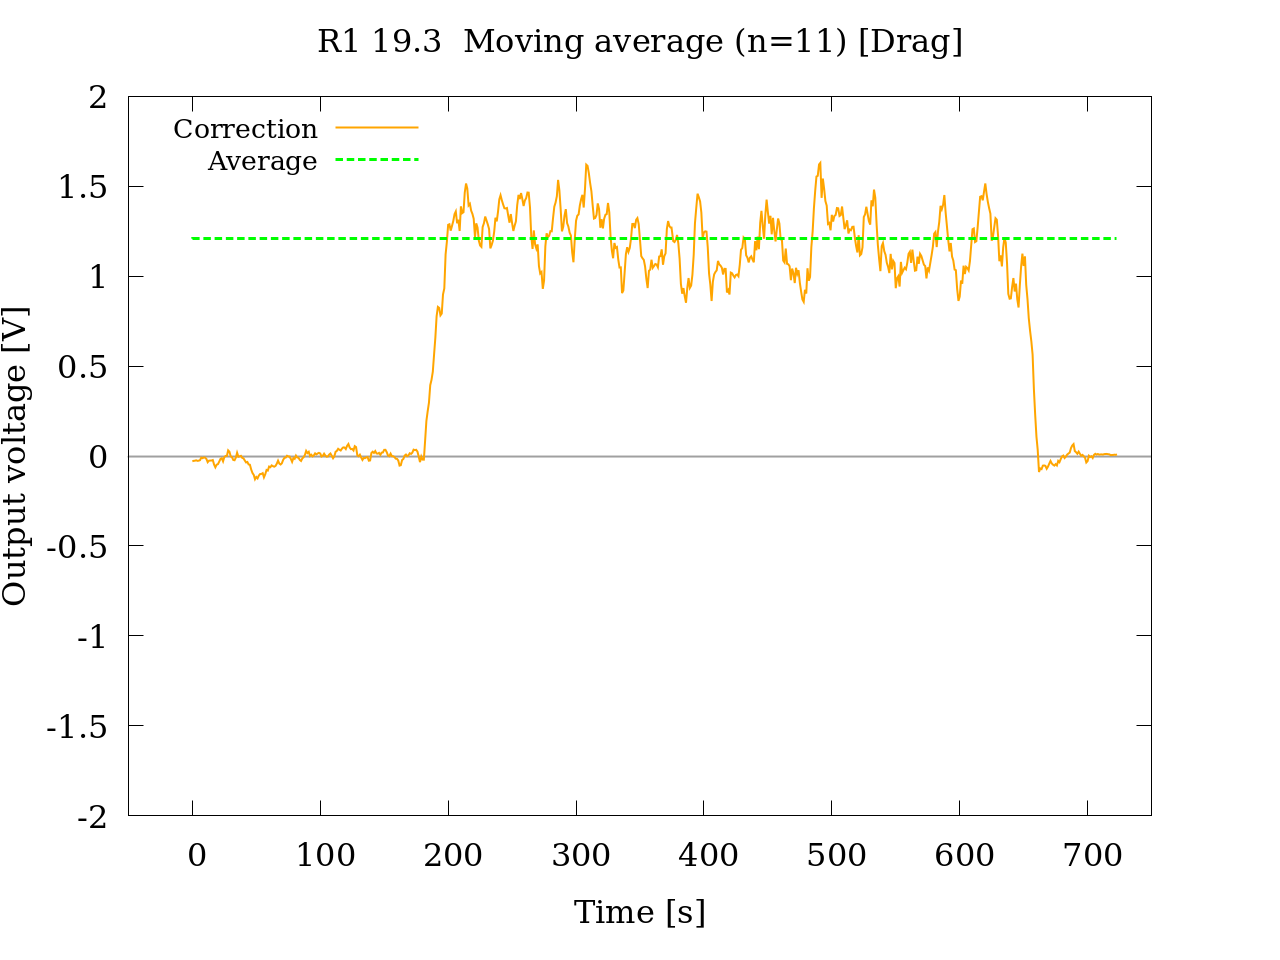 R1 19.3  Moving average (n=11) [Drag]
Correction
Average
2
1.5
1
0.5
0
-0.5
-1
-1.5
-2
Output voltage [V]
0 100 200 300 400 500 600 700
Time [s]